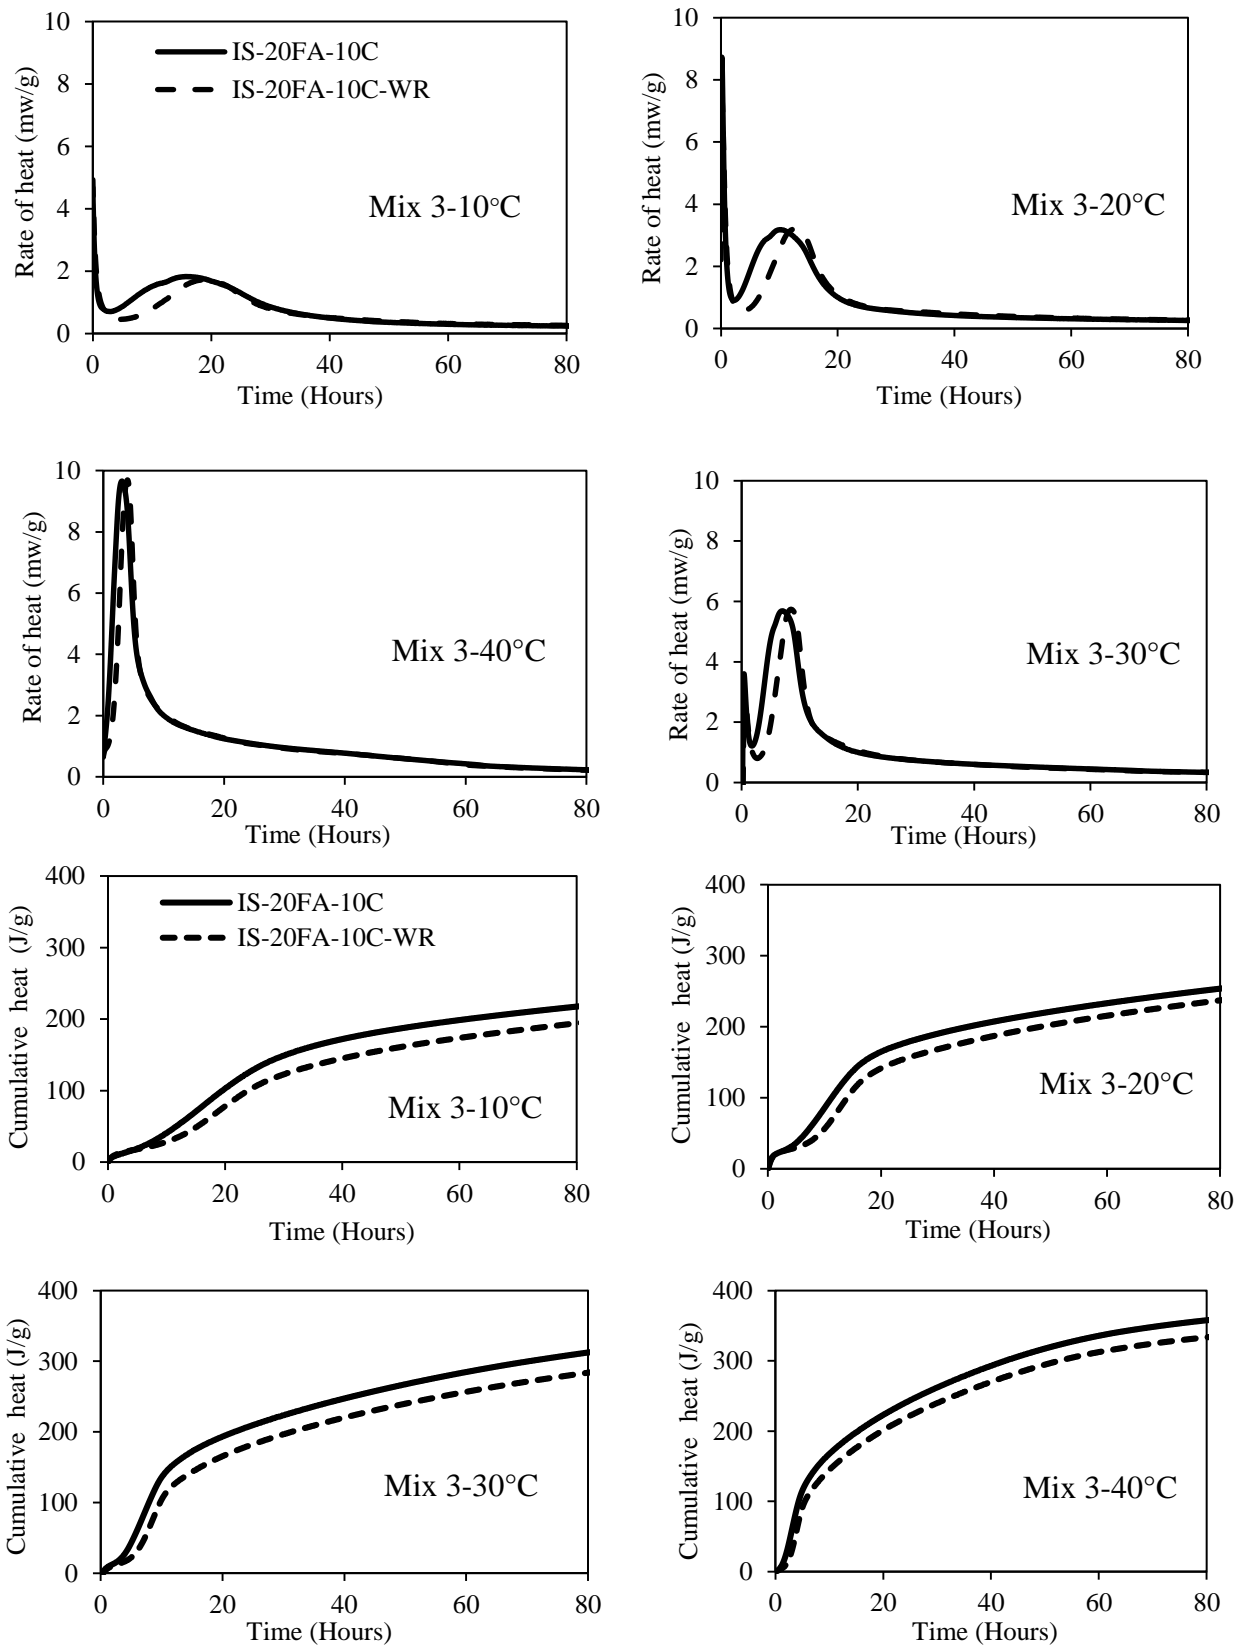 10
8
6
4
2
0
Rate of heat (mw/g)
IS-20FA-10C
IS-20FA-10C-WR
Mix 3-10°C
0 20 40 60 80
Time (Hours)
10
8
6
4
2
0
Rate of heat (mw/g)
Mix 3-20°C
0 20 40 60 80
Time (Hours)
10
8
6
4
2
0
Rate of heat (mw/g)
Mix 3-40°C
0 20 40 60 80
Time (Hours)
10
8
6
4
2
0
Rate of heat (mw/g)
Mix 3-30°C
0 20 40 60 80
Time (Hours)
400
300
200
100
0
Cumulative heat (J/g)
IS-20FA-10C
IS-20FA-10C-WR
Mix 3-10°C
0 20 40 60 80
Time (Hours)
400
300
200
100
0
Cumulative heat (J/g)
Mix 3-20°C
0 20 40 60 80
Time (Hours)
400
300
200
100
0
Cumulative heat (J/g)
Mix 3-30°C
0 20 40 60 80
Time (Hours)
400
300
200
100
0
Cumulative heat (J/g)
Mix 3-40°C
0 20 40 60 80
Time (Hours)